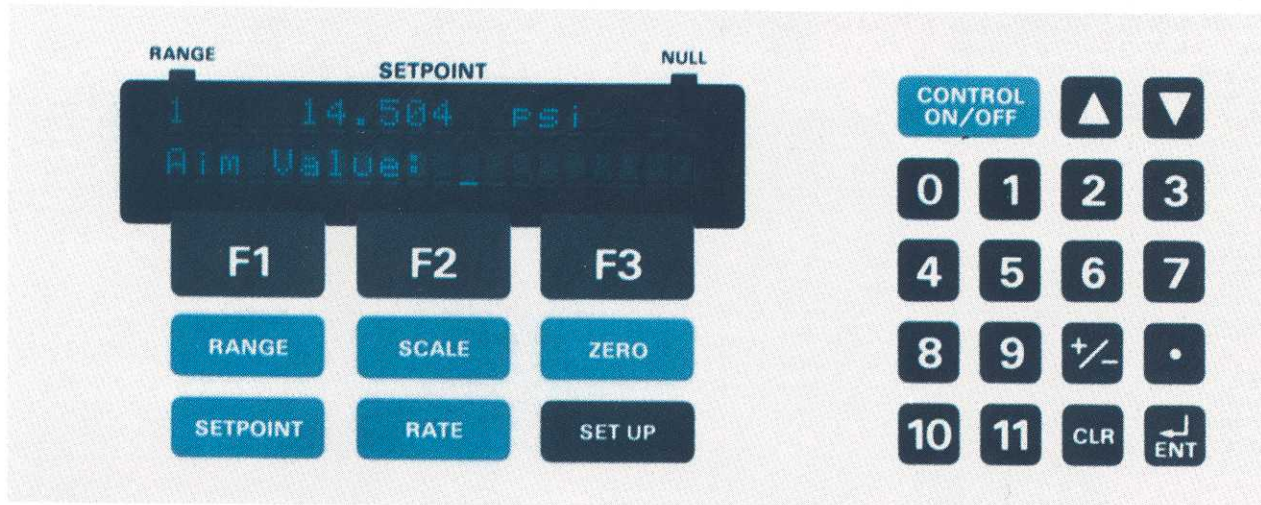 RANGE SETPOINT NULL
1 14.504 psi
Aim Value: _
F1 F2 F3
RANGE SCALE ZERO
SETPOINT RATE SET UP
CONTROL ON/OFF ▲ ▼
0 1 2 3
4 5 6 7
8 9 +/- •
10 11 CLR ↵ ENT